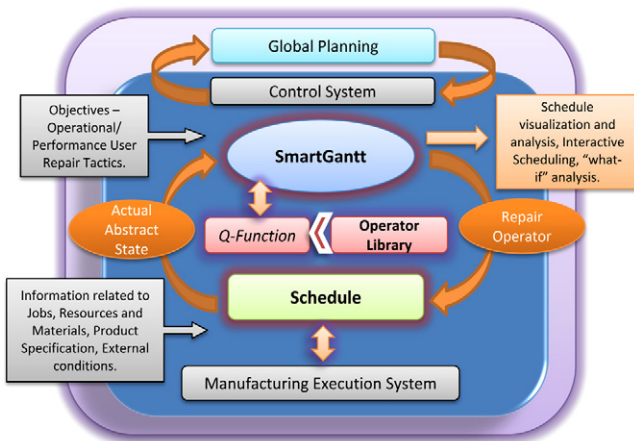 Global Planning
Control System
Objectives –
Operational/
Performance User
Repair Tactics.
Schedule
visualization and
analysis, Interactive
Scheduling, “what-
if” analysis.
SmartGantt
Actual
Abstract
State
Q-Function
Operator
Library
Repair
Operator
Information related to
Jobs, Resources and
Materials, Product
Specification, External
conditions.
Schedule
Manufacturing Execution System